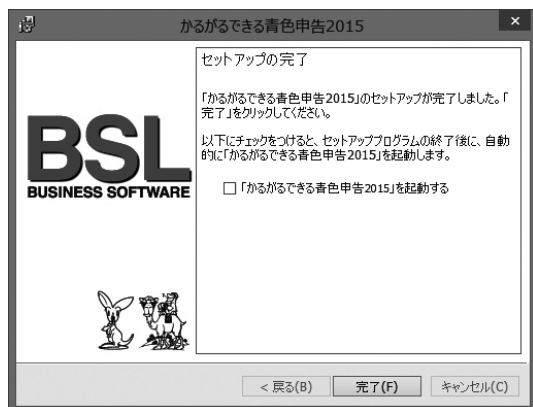 かるがるできる青色申告2015
×
セットアップの完了
「かるがるできる青色申告2015」のセットアップが完了しました。「
完了」をクリックしてください。
以下にチェックをつけると、セットアッププログラムの終了後に、自動
的に「かるがるできる青色申告2015」を起動します。
「かるがるできる青色申告2015」を起動する
BSL
BUSINESS SOFTWARE
< 戻る(B)
完了(F)
キャンセル(C)